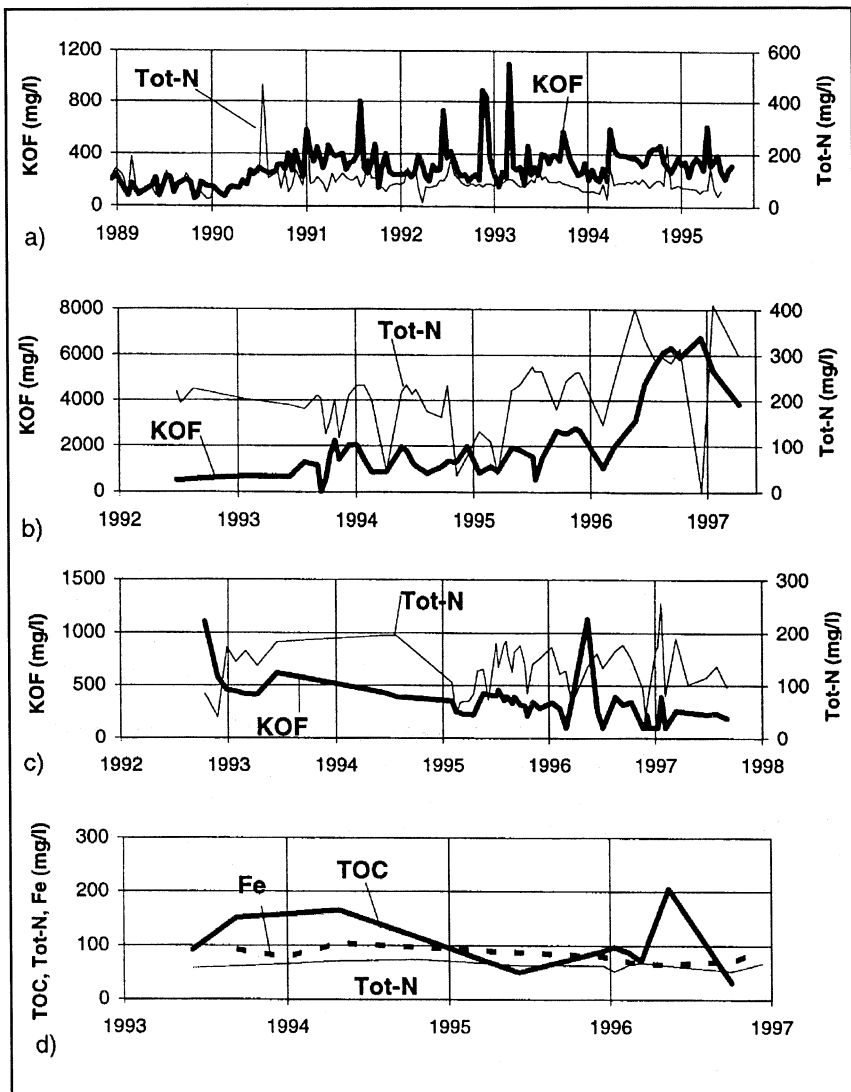 1200 600
Tot-N KOF
800 400
KOF (mg/l) Tot-N (mg/l)
400 200
0 0
1989 1990 1991 1992 1993 1994 1995
a)
8000 400
Tot-N
6000 300
KOF (mg/l) Tot-N (mg/l)
4000 200
KOF
2000 100
0 0
1992 1993 1994 1995 1996 1997
b)
1500 300
Tot-N
1000 200
KOF (mg/l) Tot-N (mg/l)
500 100
KOF
0 0
1992 1993 1994 1995 1996 1997 1998
c)
300
TOC, Tot-N, Fe (mg/l)
Fe TOC
200
100
Tot-N
0
1993 1994 1995 1996 1997
d)